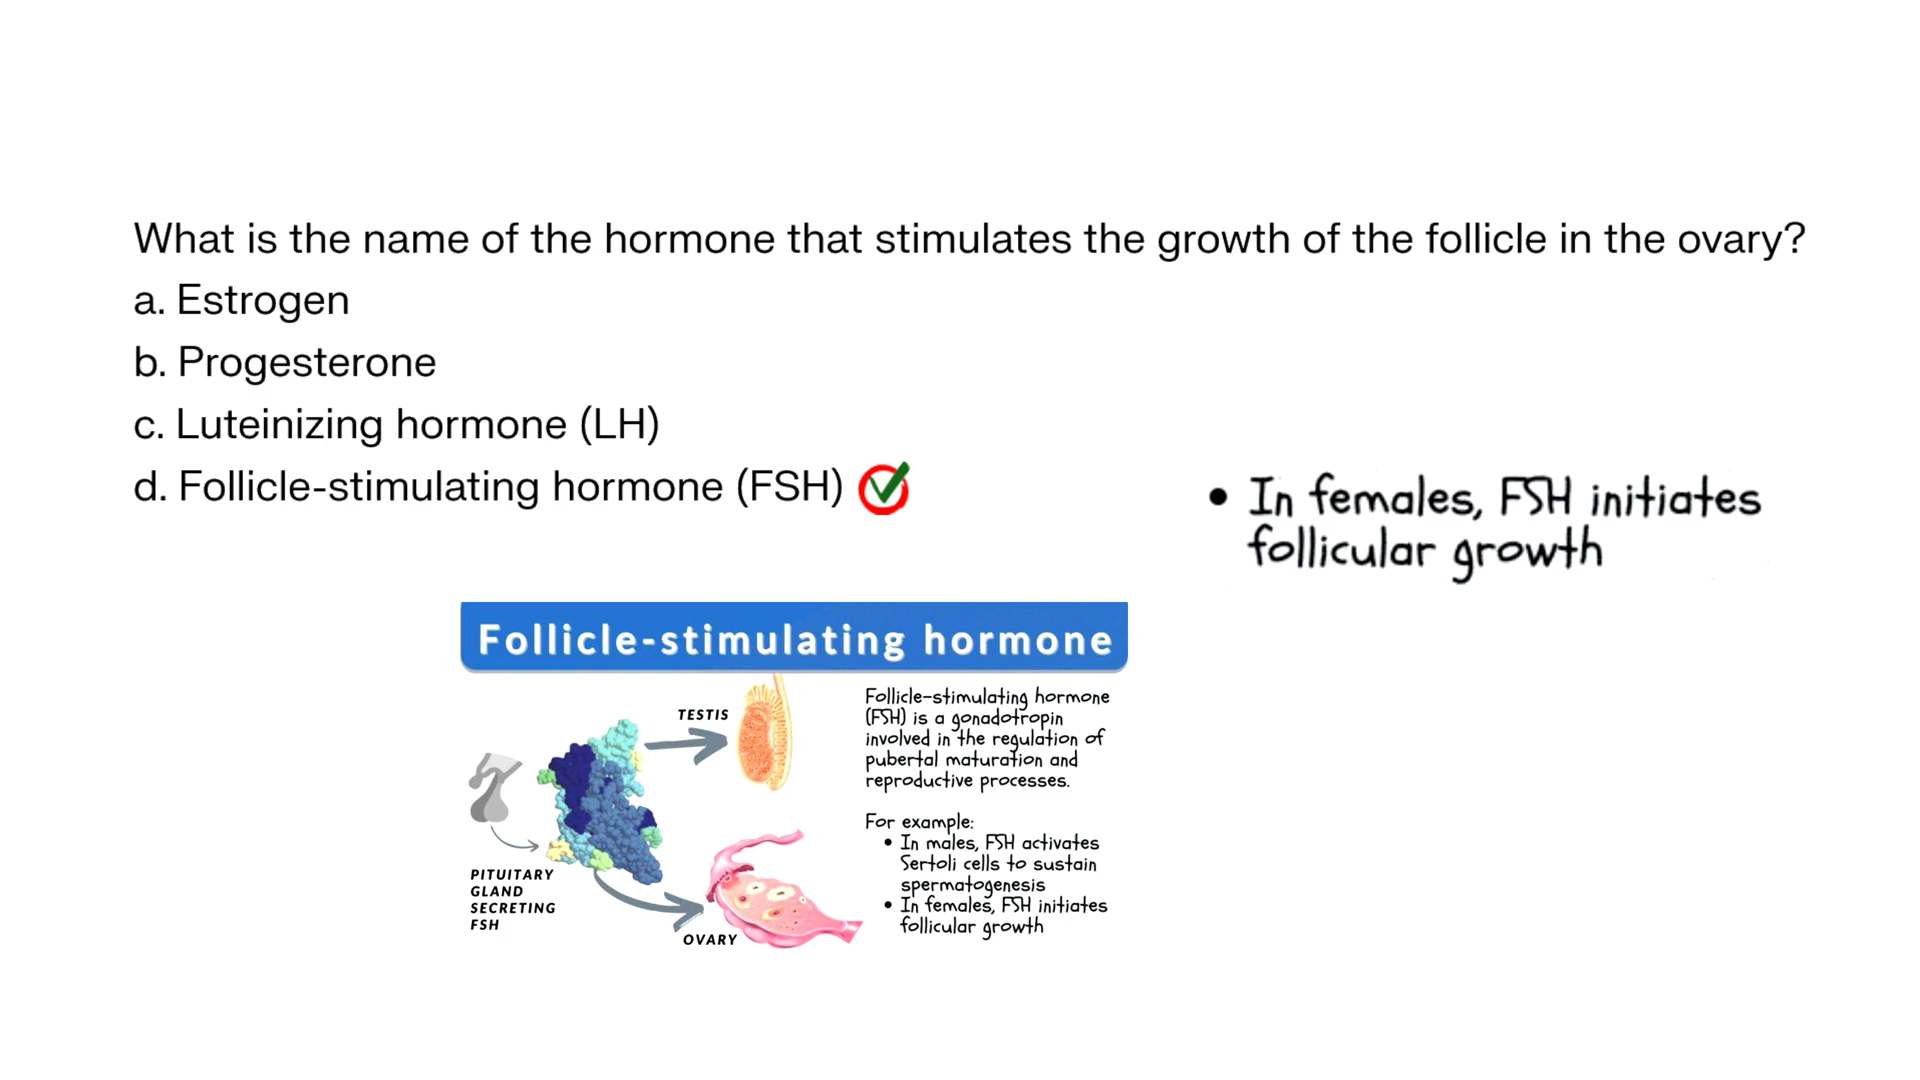 What is the name of the hormone that stimulates the growth of the follicle in the ovary?
a. Estrogen
b. Progesterone
c. Luteinizing hormone (LH)
d. Follicle-stimulating hormone (FSH)
• In females, FSH initiates
follicular growth
Follicle-stimulating hormone
TESTIS
PITUITARY
GLAND
SECRETING
FSH
OVARY
Follicle-stimulating hormone
(FSH) is a gonadotropin
involved in the regulation of
pubertal maturation and
reproductive processes.
For example:
• In males, FSH activates
Sertoli cells to sustain
spermatogenesis
• In females, FSH initiates
follicular growth